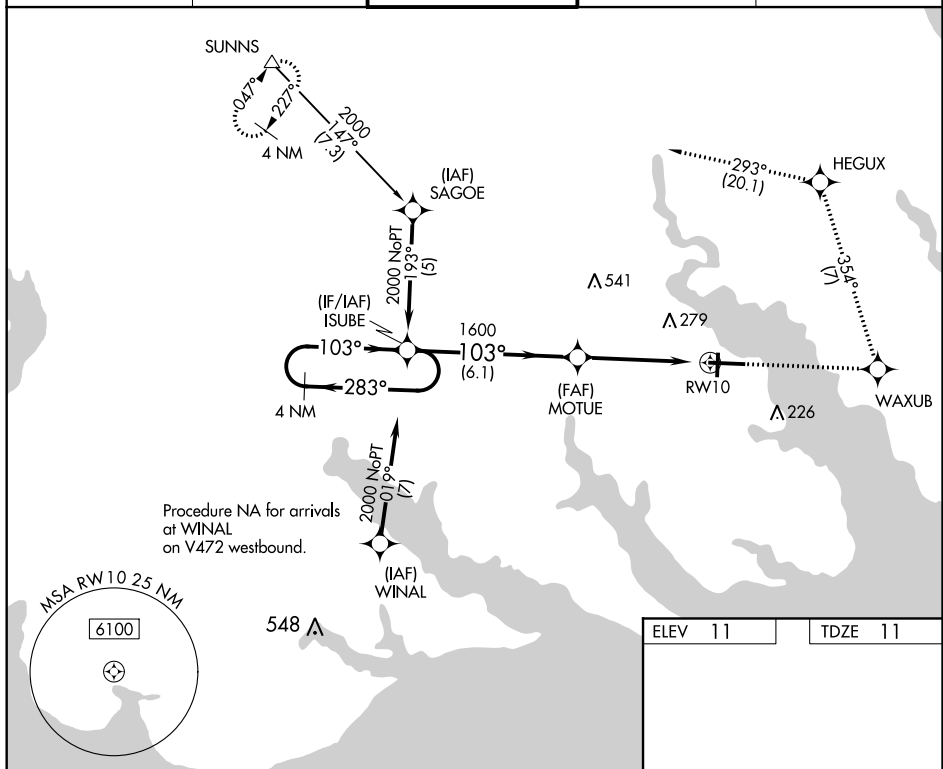 SUNNS
047°
227°
4 NM
2000
147°
(7.3)
(IAF)
SAGOE
2000 NoPT
193°
(5)
293°
(20.1)
HEGUX
354°
(7)
541
279
(IF/IAF)
ISUBE
103°
283°
4 NM
1600
103°
(6.1)
(FAF)
MOTUE
RW10
WAXUB
226
2000 NoPT
019°
(7)
Procedure NA for arrivals
at WINAL
on V472 westbound.
(IAF)
WINAL
MSA RW10 25 NM
6100
548
ELEV 11
TDZE 11